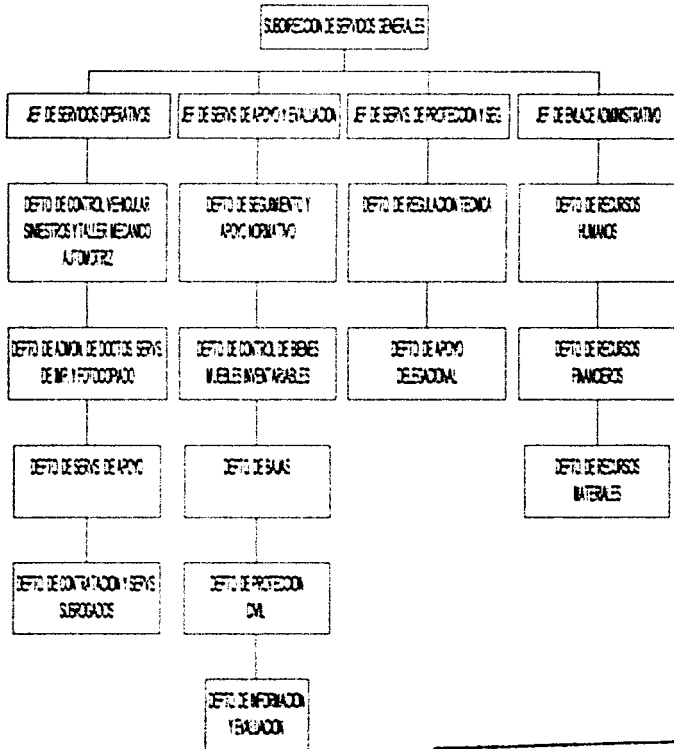 SUBDIRECCION DE SERVICIOS GENERALES
JEF DE SERVICIOS OPERATIVOS
JEF DE SERVS DE APOYO Y EVALUACION
JEF DE SERVS DE PROTECCION Y SEG
JEF DE ENLACE ADMINISTRATIVO
DEPTO DE CONTROL VEHICULAR
SINIESTROS Y TALLER MECANICO
AUTOMOTRIZ
DEPTO DE SEGUIMIENTO Y
APOYO NORMATIVO
DEPTO DE REGULACION TECNICA
DEPTO DE RECURSOS
HUMANOS
DEPTO DE ADMON DE DOCTOS SERVS
DE IMP. Y FOTOCOPIADO
DEPTO DE CONTROL DE BIENES
MUEBLES INVENTARIABLES
DEPTO DE APOYO
DELEGACIONAL
DEPTO DE RECURSOS
FINANCIEROS
DEPTO DE SERVS DE APOYO
DEPTO DE BAJAS
DEPTO DE RECURSOS
MATERIALES
DEPTO DE CONTRATACION Y SERVS
SUBROGADOS
DEPTO DE PROTECCION
CIVIL
DEPTO DE INFORMACION
Y EVALUACION